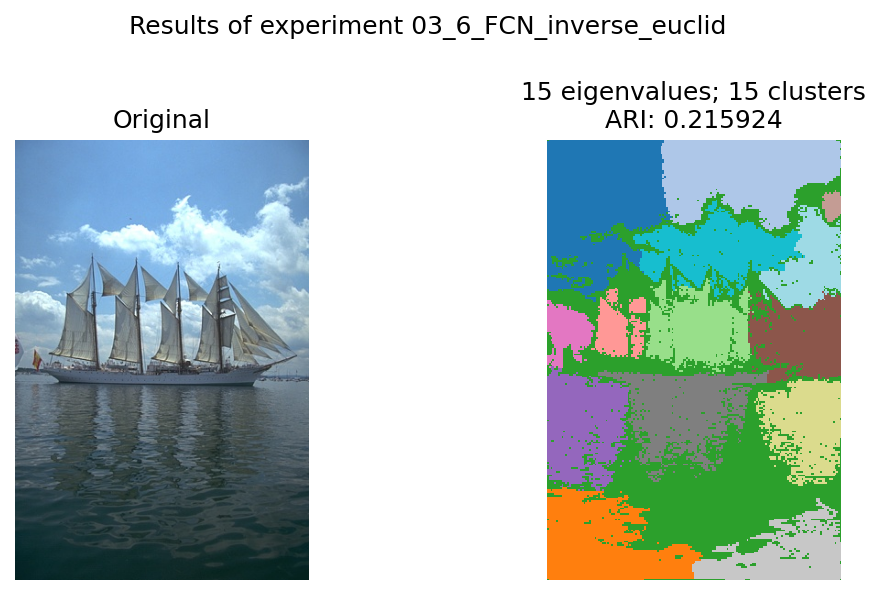 Results of experiment 03_6_FCN_inverse_euclid
Original
15 eigenvalues; 15 clusters
ARI: 0.215924